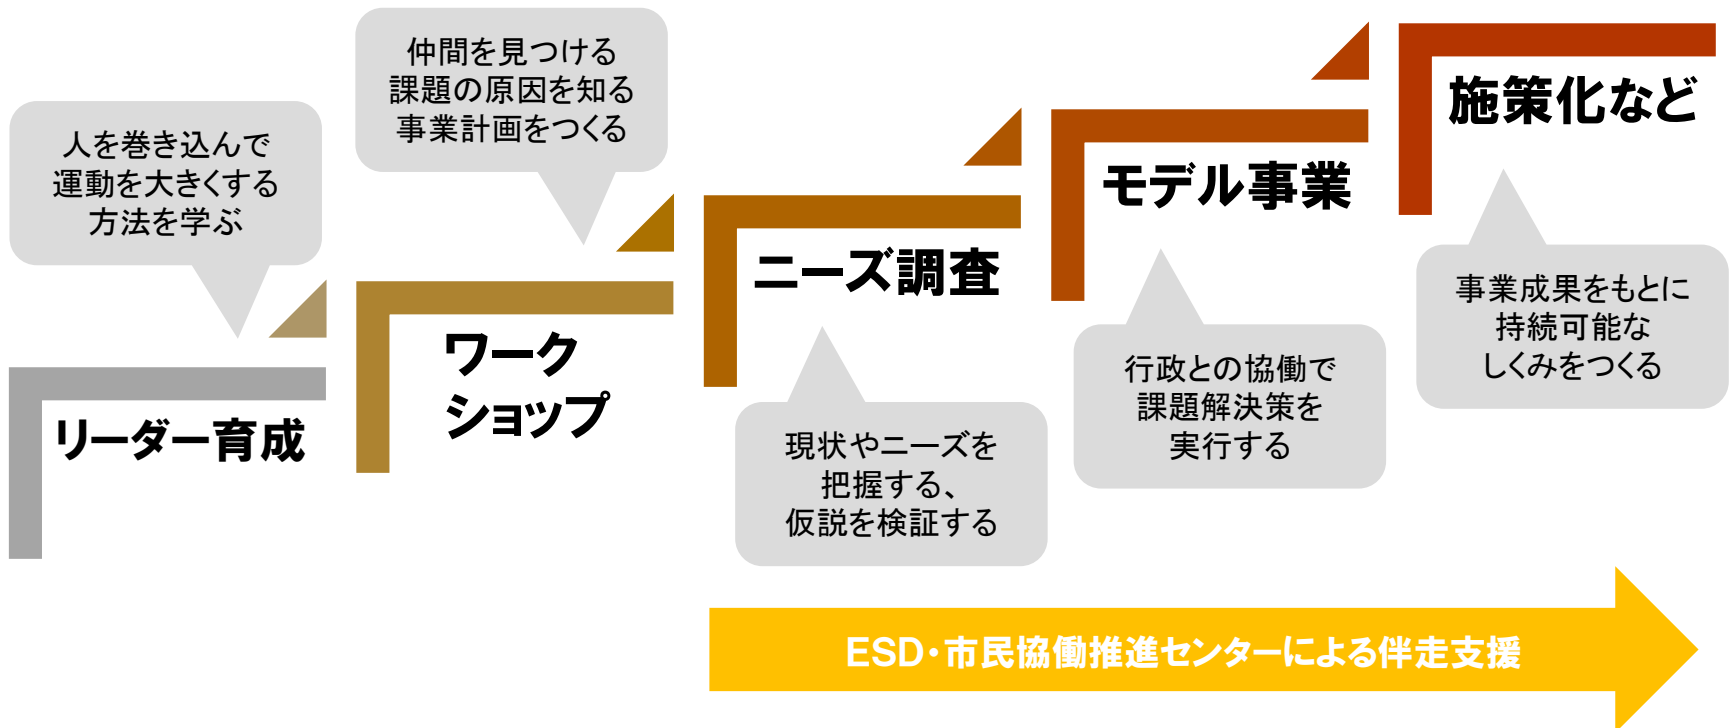 人を巻き込んで
運動を大きくする
方法を学ぶ
リーダー育成
仲間を見つける
課題の原因を知る
事業計画をつくる
ワーク
ショップ
ニーズ調査
現状やニーズを
把握する、
仮説を検証する
モデル事業
行政との協働で
課題解決策を
実行する
施策化など
事業成果をもとに
持続可能な
しくみをつくる
ESD・市民協働推進センターによる伴走支援